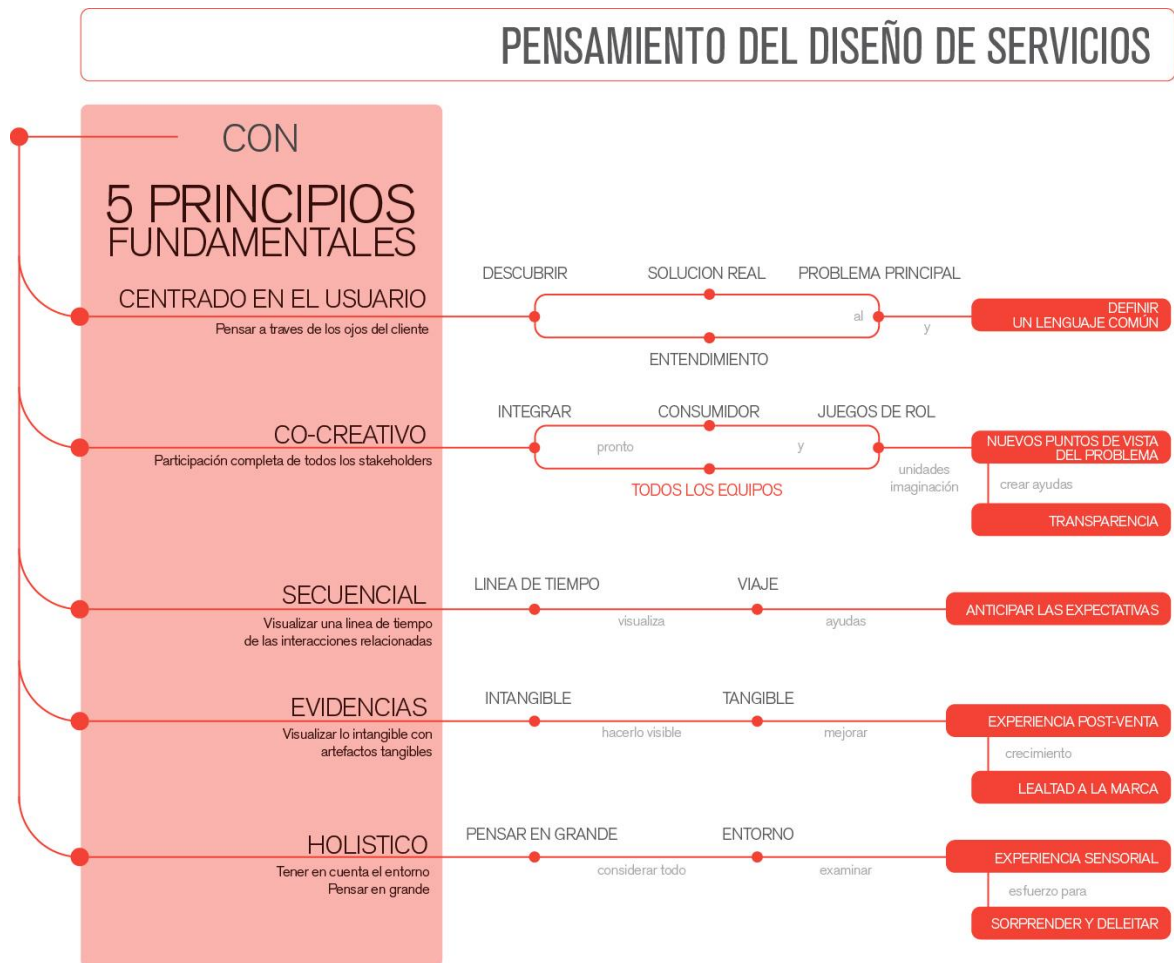 PENSAMIENTO DEL DISEÑO DE SERVICIOS
CON
5 PRINCIPIOS
FUNDAMENTALES
CENTRADO EN EL USUARIO
Pensar a traves de los ojos del cliente
DESCUBRIR
SOLUCION REAL
PROBLEMA PRINCIPAL
al
y
ENTENDIMIENTO
DEFINIR
UN LENGUAJE COMÚN
CO-CREATIVO
Participación completa de todos los stakeholders
INTEGRAR
CONSUMIDOR
JUEGOS DE ROL
pronto
y
TODOS LOS EQUIPOS
unidades
imaginación
NUEVOS PUNTOS DE VISTA
DEL PROBLEMA
crear ayudas
TRANSPARENCIA
SECUENCIAL
Visualizar una linea de tiempo
de las interacciones relacionadas
LINEA DE TIEMPO
visualiza
VIAJE
ayudas
ANTICIPAR LAS EXPECTATIVAS
EVIDENCIAS
Visualizar lo intangible con
artefactos tangibles
INTANGIBLE
hacerlo visible
TANGIBLE
mejorar
EXPERIENCIA POST-VENTA
crecimiento
LEALTAD A LA MARCA
HOLISTICO
Tener en cuenta el entorno
Pensar en grande
PENSAR EN GRANDE
considerar todo
ENTORNO
examinar
EXPERIENCIA SENSORIAL
esfuerzo para
SORPRENDER Y DELEITAR